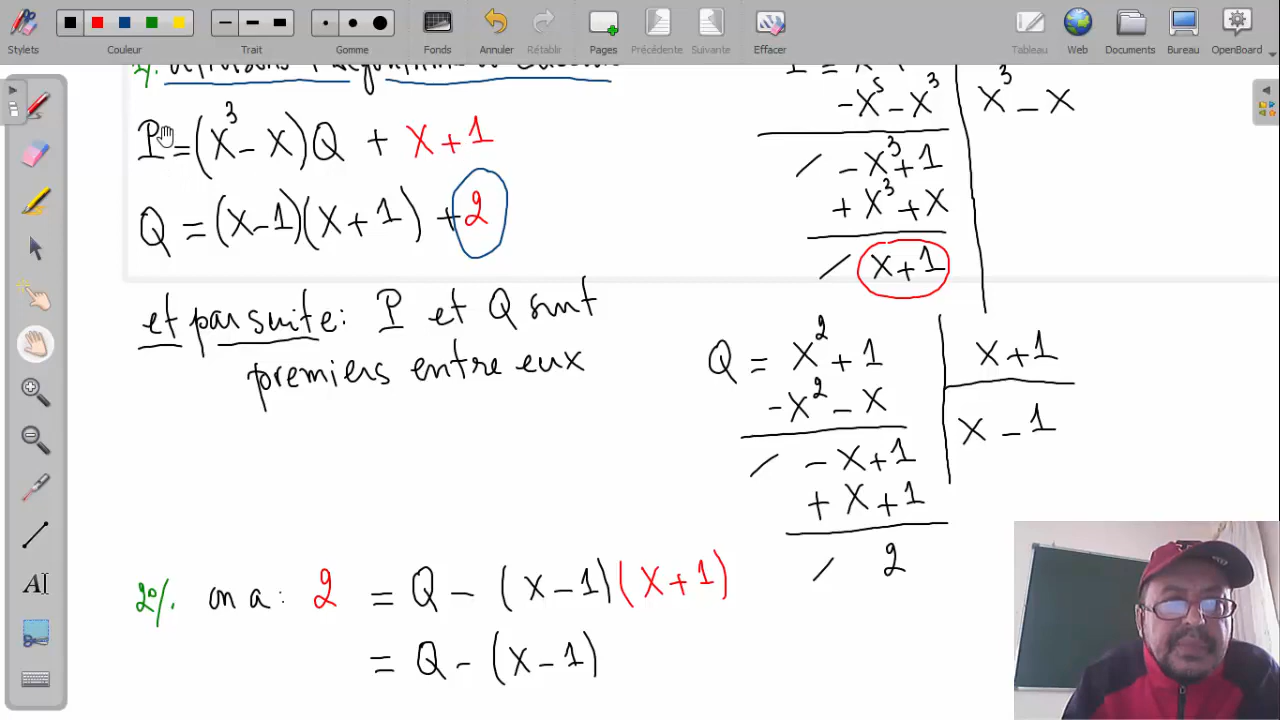 Stylets Couleur Trait Gomme Fonds Annuler Rétablir Pages Précédente Suivante Effacer Tableau Web Documents Bureau OpenBoard
P = (X³ - X)Q + X+1
Q = (X-1)(X+1) + 2
et par suite : P et Q sont
premiers entre eux
2°/. on a : 2 = Q - (X-1)(X+1)
= Q - (X-1)
-X⁵ - X³ | X³ - X
/ - X³ + 1
+ X³ + X
/ X+1
Q = X² + 1 | X+1
-X² - X | X - 1
/ - X + 1
+ X + 1
/ 2